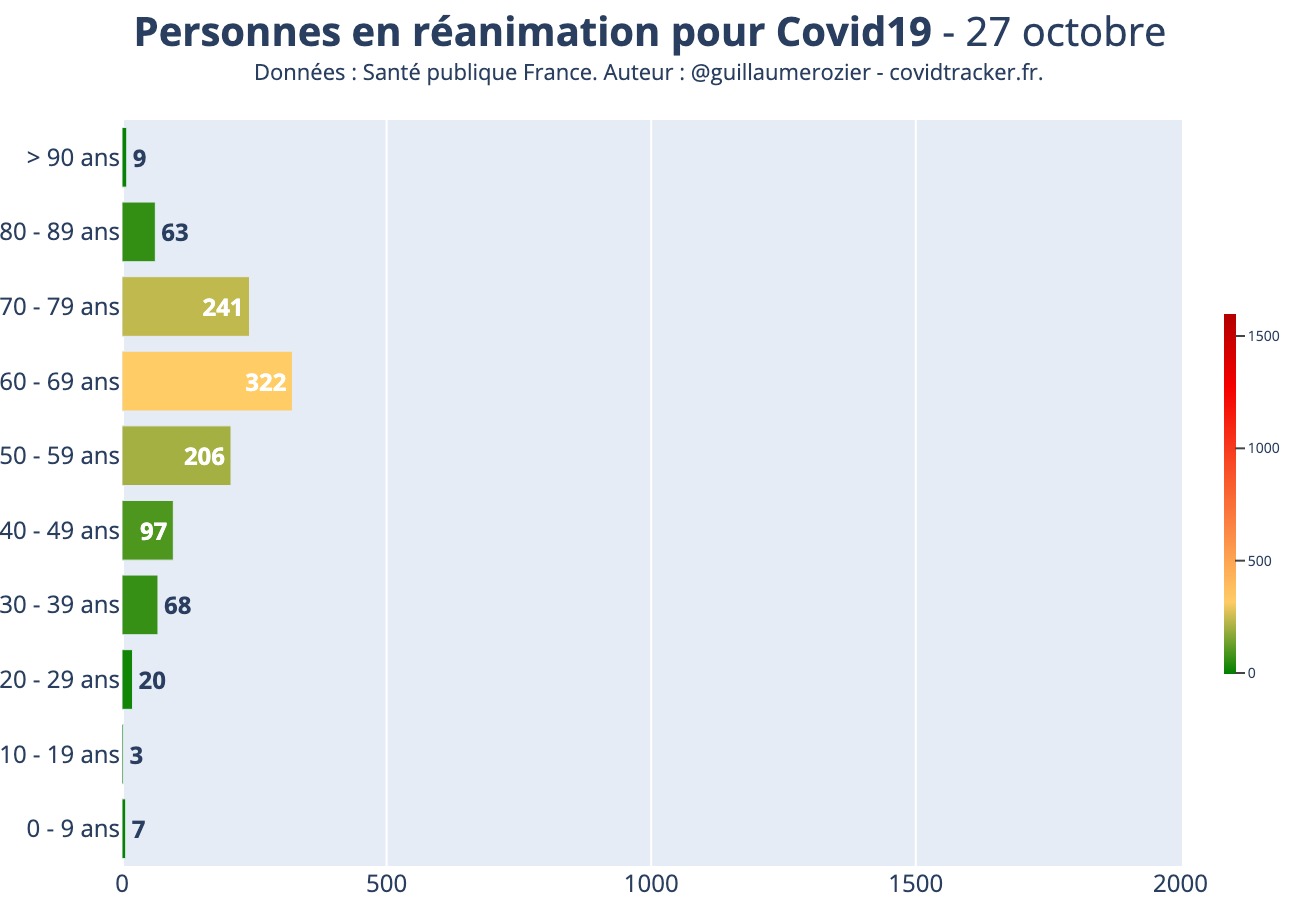 Personnes en réanimation pour Covid19 - 27 octobre
Données : Santé publique France. Auteur : @guillaumerozier - covidtracker.fr.
> 90 ans 9
80 - 89 ans 63
70 - 79 ans 241
60 - 69 ans 322
50 - 59 ans 206
40 - 49 ans 97
30 - 39 ans 68
20 - 29 ans 20
10 - 19 ans 3
0 - 9 ans 7
0 500 1000 1500 2000
1500
1000
500
0